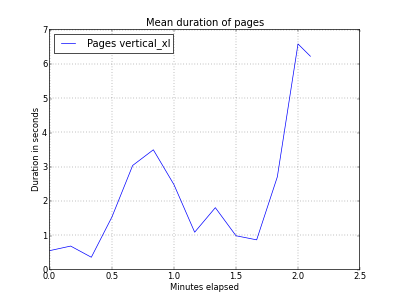 Mean duration of pages
7
Pages vertical_xl
6
5
4
3
2
1
0
Duration in seconds
0.0 0.5 1.0 1.5 2.0 2.5
Minutes elapsed